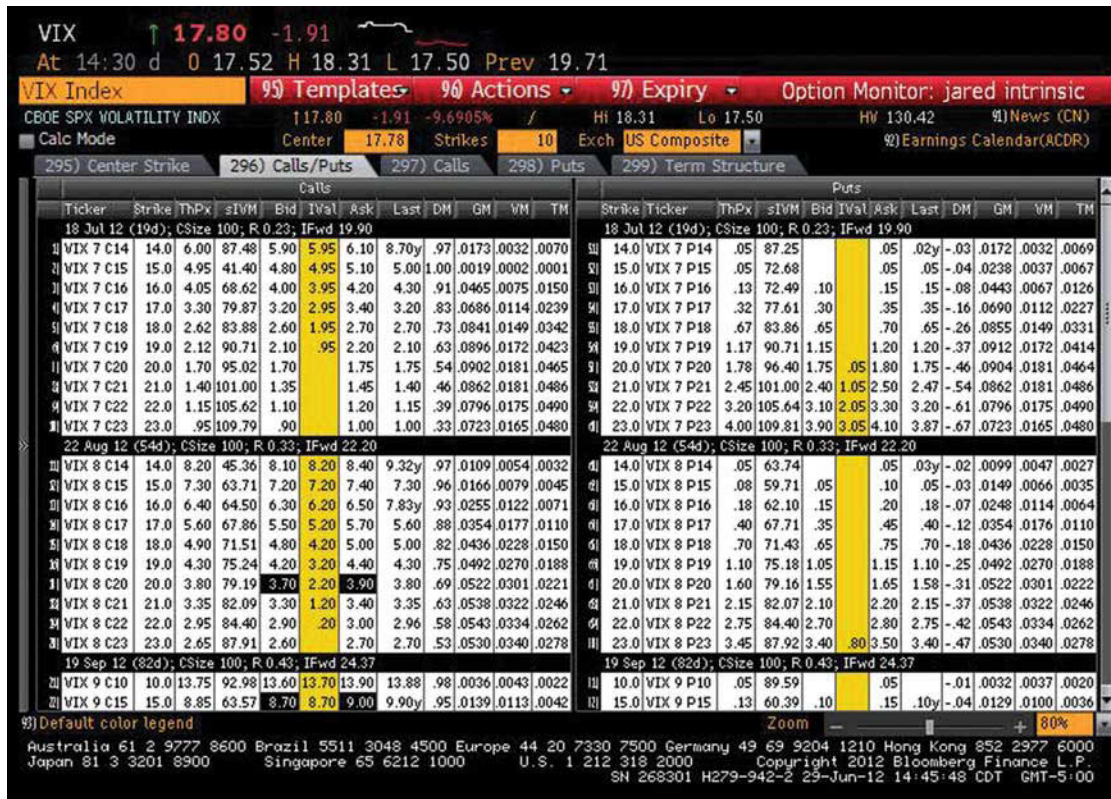 VIX ↑ 17.80 -1.91
At 14:30 d O 17.52 H 18.31 L 17.50 Prev 19.71
VIX Index 95) Templates 96) Actions 97) Expiry Option Monitor: jared intrinsic
CBOE SPX VOLATILITY INDX ↑17.80 -1.91 -9.6905% / Hi 18.31 Lo 17.50 HV 130.42 91)News (CN)
Calc Mode Center 17.78 Strikes 10 Exch US Composite 92)Earnings Calendar(ACDR)
295) Center Strike 296) Calls/Puts 297) Calls 298) Puts 299) Term Structure
Calls Puts
Ticker Strike ThPx sIVM Bid IVal Ask Last DM GM VM TM Strike Ticker ThPx sIVM Bid IVal Ask Last DM GM VM TM
18 Jul 12 (19d); CSize 100; R 0.23; IFwd 19.90 18 Jul 12 (19d); CSize 100; R 0.23; IFwd 19.90
VIX 7 C14 14.0 6.00 87.48 5.90 5.95 6.10 8.70y .97 .0173 .0032 .0070 14.0 VIX 7 P14 .05 87.25 .05 .02y -.03 .0172 .0032 .0069
VIX 7 C15 15.0 4.95 41.40 4.80 4.95 5.10 5.00 1.00 .0019 .0002 .0001 15.0 VIX 7 P15 .05 72.68 .05 .05 -.04 .0238 .0037 .0067
VIX 7 C16 16.0 4.05 68.62 4.00 3.95 4.20 4.30 .91 .0465 .0075 .0150 16.0 VIX 7 P16 .13 72.49 .10 .15 .15 -.08 .0443 .0067 .0126
VIX 7 C17 17.0 3.30 79.87 3.20 2.95 3.40 3.20 .83 .0686 .0114 .0239 17.0 VIX 7 P17 .32 77.61 .30 .35 .35 -.16 .0690 .0112 .0227
VIX 7 C18 18.0 2.62 83.88 2.60 1.95 2.70 2.70 .73 .0841 .0149 .0342 18.0 VIX 7 P18 .67 83.86 .65 .70 .65 -.26 .0855 .0149 .0331
VIX 7 C19 19.0 2.12 90.71 2.10 .95 2.20 2.10 .63 .0896 .0172 .0423 19.0 VIX 7 P19 1.17 90.71 1.15 1.20 1.20 -.37 .0912 .0172 .0414
VIX 7 C20 20.0 1.70 95.02 1.70 1.75 1.75 .54 .0902 .0181 .0465 20.0 VIX 7 P20 1.78 96.40 1.75 .05 1.80 1.75 -.46 .0904 .0181 .0464
VIX 7 C21 21.0 1.40 101.00 1.35 1.45 1.40 .46 .0862 .0181 .0486 21.0 VIX 7 P21 2.45 101.00 2.40 1.05 2.50 2.47 -.54 .0862 .0181 .0486
VIX 7 C22 22.0 1.15 105.62 1.10 1.20 1.15 .39 .0796 .0175 .0490 22.0 VIX 7 P22 3.20 105.64 3.10 2.05 3.30 3.20 -.61 .0796 .0175 .0490
VIX 7 C23 23.0 .95 109.79 .90 1.00 1.00 .33 .0723 .0165 .0480 23.0 VIX 7 P23 4.00 109.81 3.90 3.05 4.10 3.87 -.67 .0723 .0165 .0480
22 Aug 12 (54d); CSize 100; R 0.33; IFwd 22.20 22 Aug 12 (54d); CSize 100; R 0.33; IFwd 22.20
VIX 8 C14 14.0 8.20 45.36 8.10 8.20 8.40 9.32y .97 .0109 .0054 .0032 14.0 VIX 8 P14 .05 63.74 .05 .03y -.02 .0099 .0047 .0027
VIX 8 C15 15.0 7.30 63.71 7.20 7.20 7.40 7.30 .96 .0166 .0079 .0045 15.0 VIX 8 P15 .08 59.71 .05 .10 .05 -.03 .0149 .0066 .0035
VIX 8 C16 16.0 6.40 64.50 6.30 6.20 6.50 7.83y .93 .0255 .0122 .0071 16.0 VIX 8 P16 .18 62.10 .15 .20 .18 -.07 .0248 .0114 .0064
VIX 8 C17 17.0 5.60 67.86 5.50 5.20 5.70 5.60 .88 .0354 .0177 .0110 17.0 VIX 8 P17 .40 67.71 .35 .45 .40 -.12 .0354 .0176 .0110
VIX 8 C18 18.0 4.90 71.51 4.80 4.20 5.00 5.00 .82 .0436 .0228 .0150 18.0 VIX 8 P18 .70 71.43 .65 .75 .70 -.18 .0436 .0228 .0150
VIX 8 C19 19.0 4.30 75.24 4.20 3.20 4.40 4.30 .75 .0492 .0270 .0188 19.0 VIX 8 P19 1.10 75.18 1.05 1.15 1.10 -.25 .0492 .0270 .0188
VIX 8 C20 20.0 3.80 79.19 3.70 2.20 3.90 3.80 .69 .0522 .0301 .0221 20.0 VIX 8 P20 1.60 79.16 1.55 1.65 1.58 -.31 .0522 .0301 .0222
VIX 8 C21 21.0 3.35 82.09 3.30 1.20 3.40 3.35 .63 .0538 .0322 .0246 21.0 VIX 8 P21 2.15 82.07 2.10 2.20 2.15 -.37 .0538 .0322 .0246
VIX 8 C22 22.0 2.95 84.40 2.90 .20 3.00 2.96 .58 .0543 .0334 .0262 22.0 VIX 8 P22 2.75 84.40 2.70 2.80 2.75 -.42 .0543 .0334 .0262
VIX 8 C23 23.0 2.65 87.91 2.60 2.70 2.70 .53 .0530 .0340 .0278 23.0 VIX 8 P23 3.45 87.92 3.40 .80 3.50 3.40 -.47 .0530 .0340 .0278
19 Sep 12 (82d); CSize 100; R 0.43; IFwd 24.37 19 Sep 12 (82d); CSize 100; R 0.43; IFwd 24.37
VIX 9 C10 10.0 13.75 92.98 13.60 13.70 13.90 13.88 .98 .0036 .0043 .0022 10.0 VIX 9 P10 .05 89.59 .05 -.01 .0032 .0037 .0020
VIX 9 C15 15.0 8.85 63.57 8.70 8.70 9.00 9.90y .95 .0139 .0113 .0042 15.0 VIX 9 P15 .13 60.39 .10 .15 .10y -.04 .0129 .0100 .0036
93)Default color legend Zoom 80%
Australia 61 2 9777 8600 Brazil 5511 3048 4500 Europe 44 20 7330 7500 Germany 49 69 9204 1210 Hong Kong 852 2977 6000
Japan 81 3 3201 8900 Singapore 65 6212 1000 U.S. 1 212 318 2000 Copyright 2012 Bloomberg Finance L.P.
SN 268301 H279-942-2 29-Jun-12 14:45:48 CDT GMT-5:00